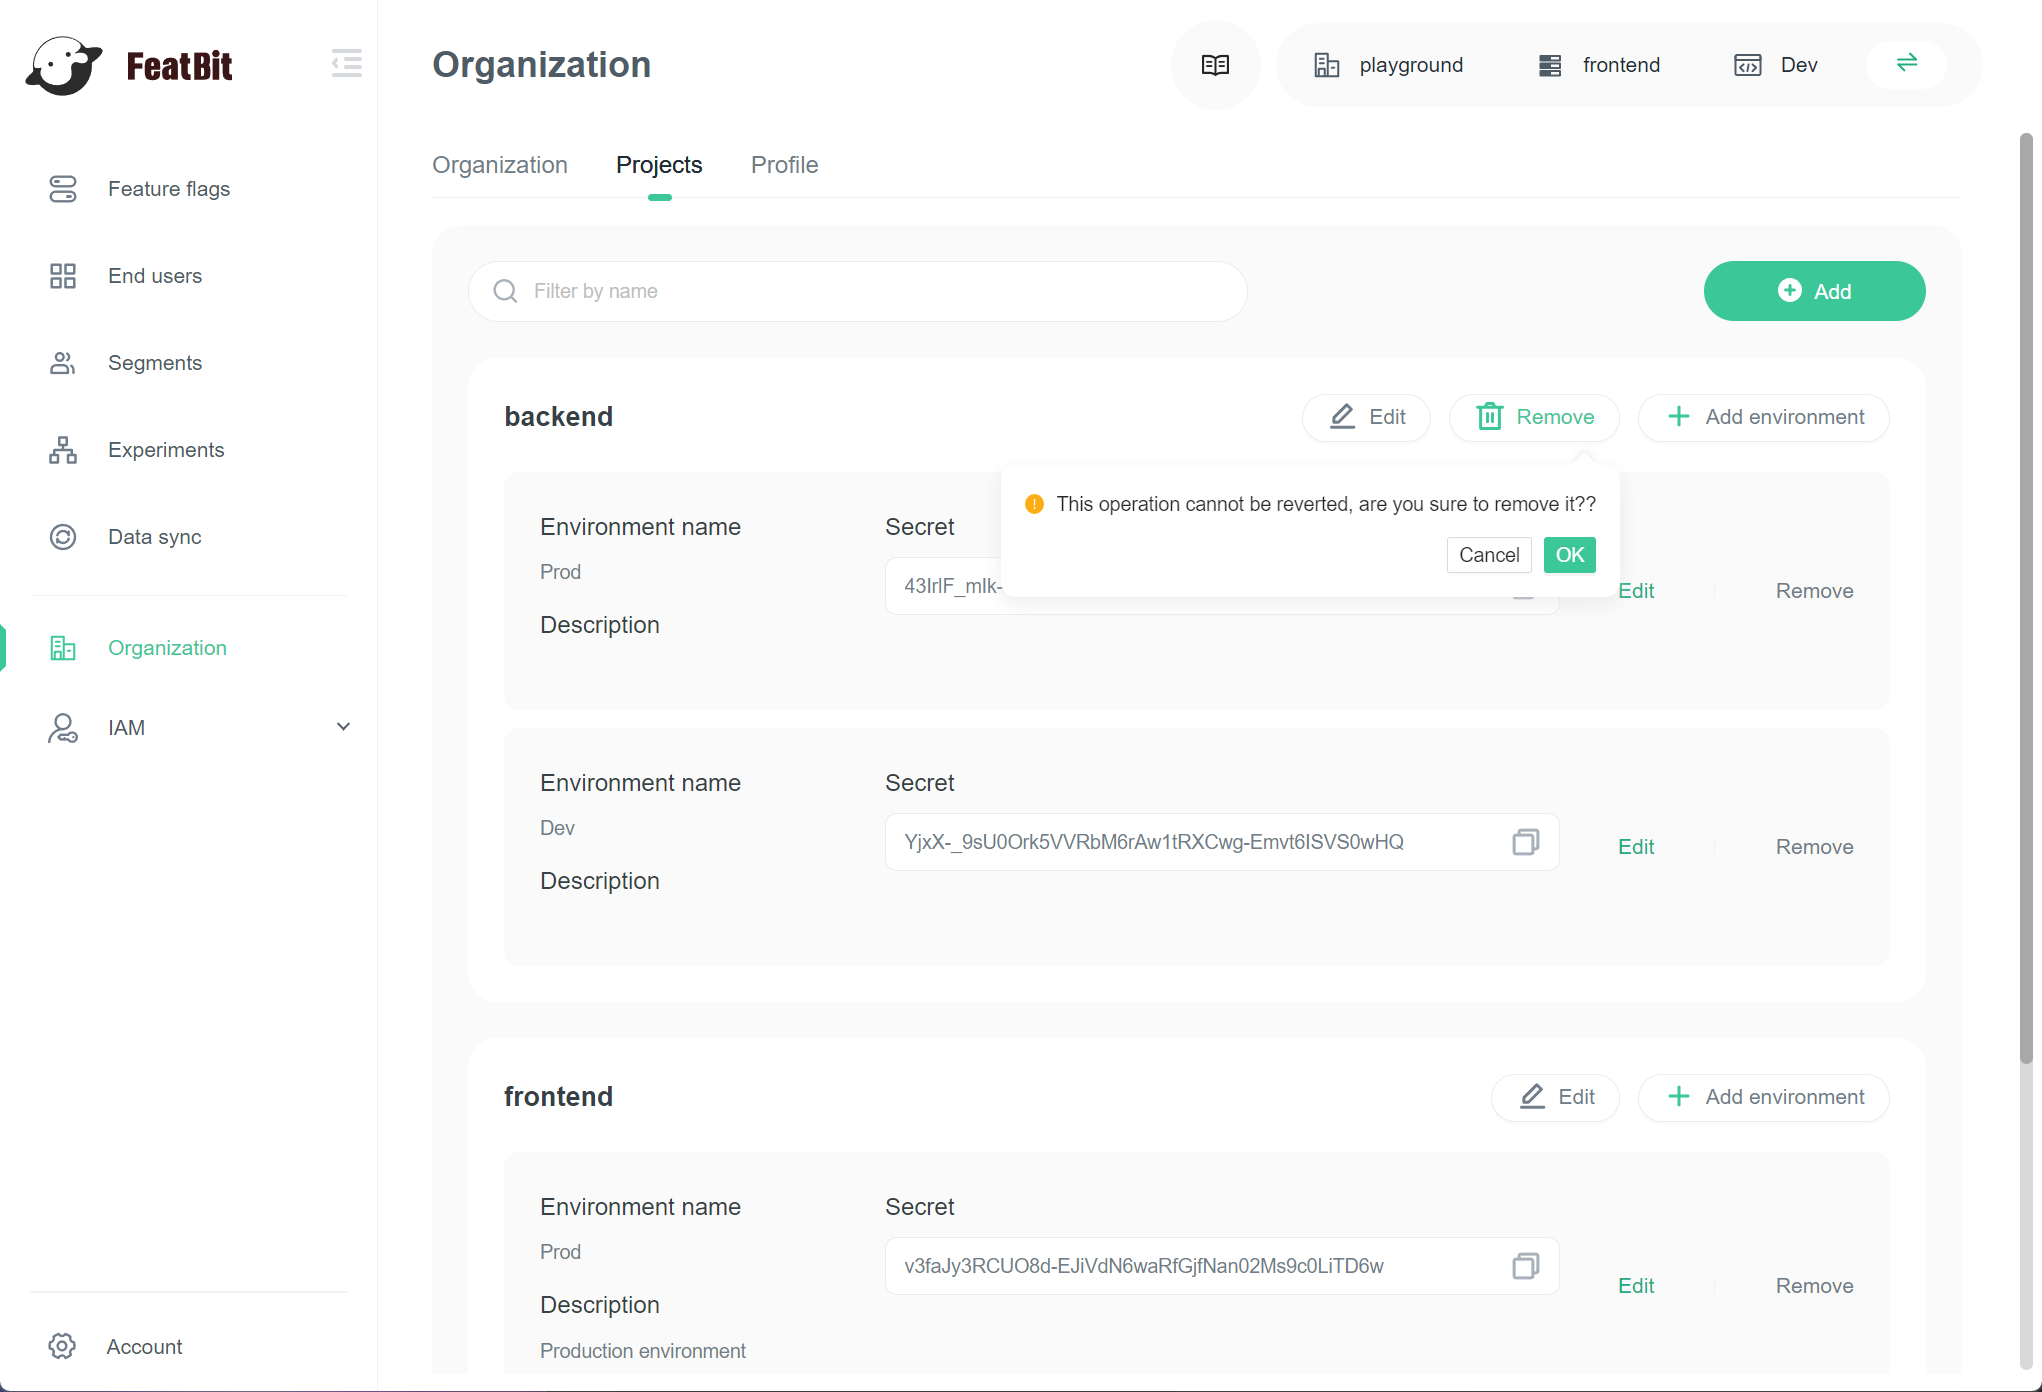 FeatBit
Organization
playground
frontend
Dev
Feature flags
End users
Segments
Experiments
Data sync
Organization
IAM
Account
Organization
Projects
Profile
Filter by name
Add
backend
Edit
Remove
Add environment
This operation cannot be reverted, are you sure to remove it??
Cancel
OK
Environment name
Secret
Prod
43IrlF_mIk-
Edit
Remove
Description
Environment name
Secret
Dev
YjxX-_9sU0Ork5VVRbM6rAw1tRXCwg-Emvt6ISVS0wHQ
Edit
Remove
Description
frontend
Edit
Add environment
Environment name
Secret
Prod
v3faJy3RCUO8d-EJiVdN6waRfGjfNan02Ms9c0LiTD6w
Edit
Remove
Description
Production environment